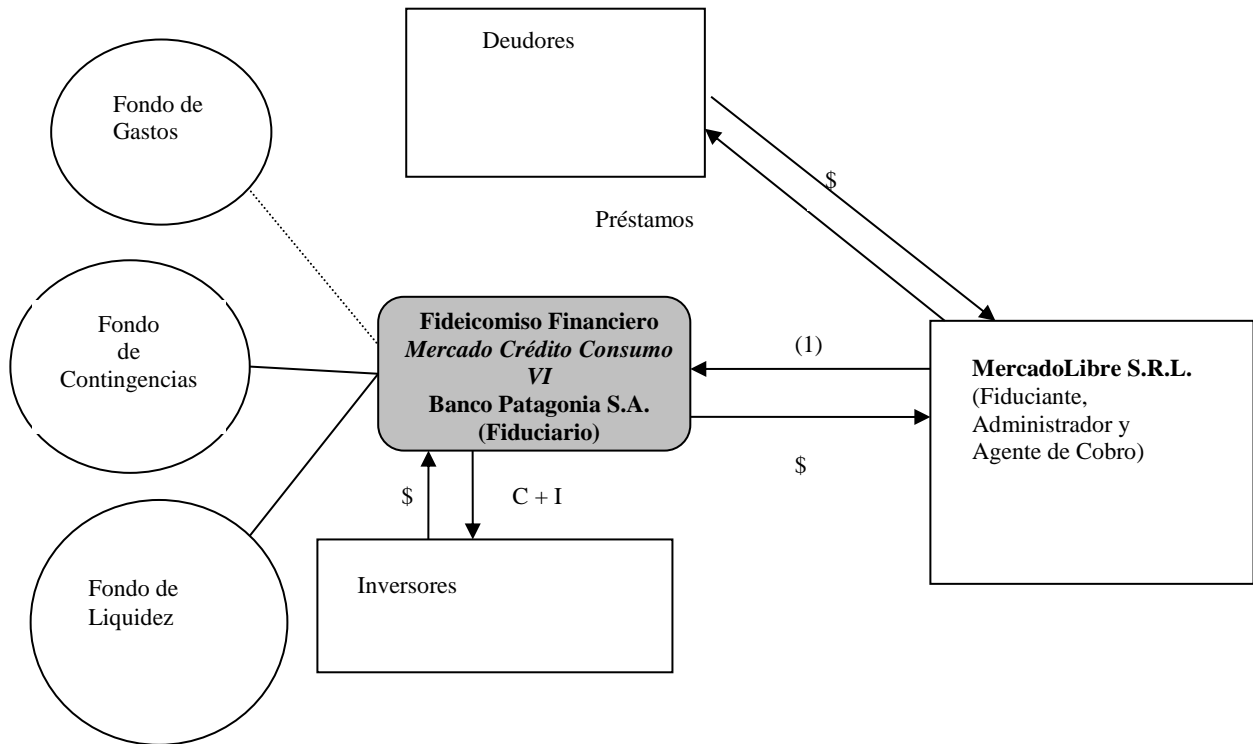 Deudores
Fondo de
Gastos
$
Préstamos
Fideicomiso Financiero
Mercado Crédito Consumo
VI
Banco Patagonia S.A.
(Fiduciario)
Fondo
de
Contingencias
(1)
MercadoLibre S.R.L.
(Fiduciante,
Administrador y
Agente de Cobro)
$
$
C + I
Inversores
Fondo de
Liquidez